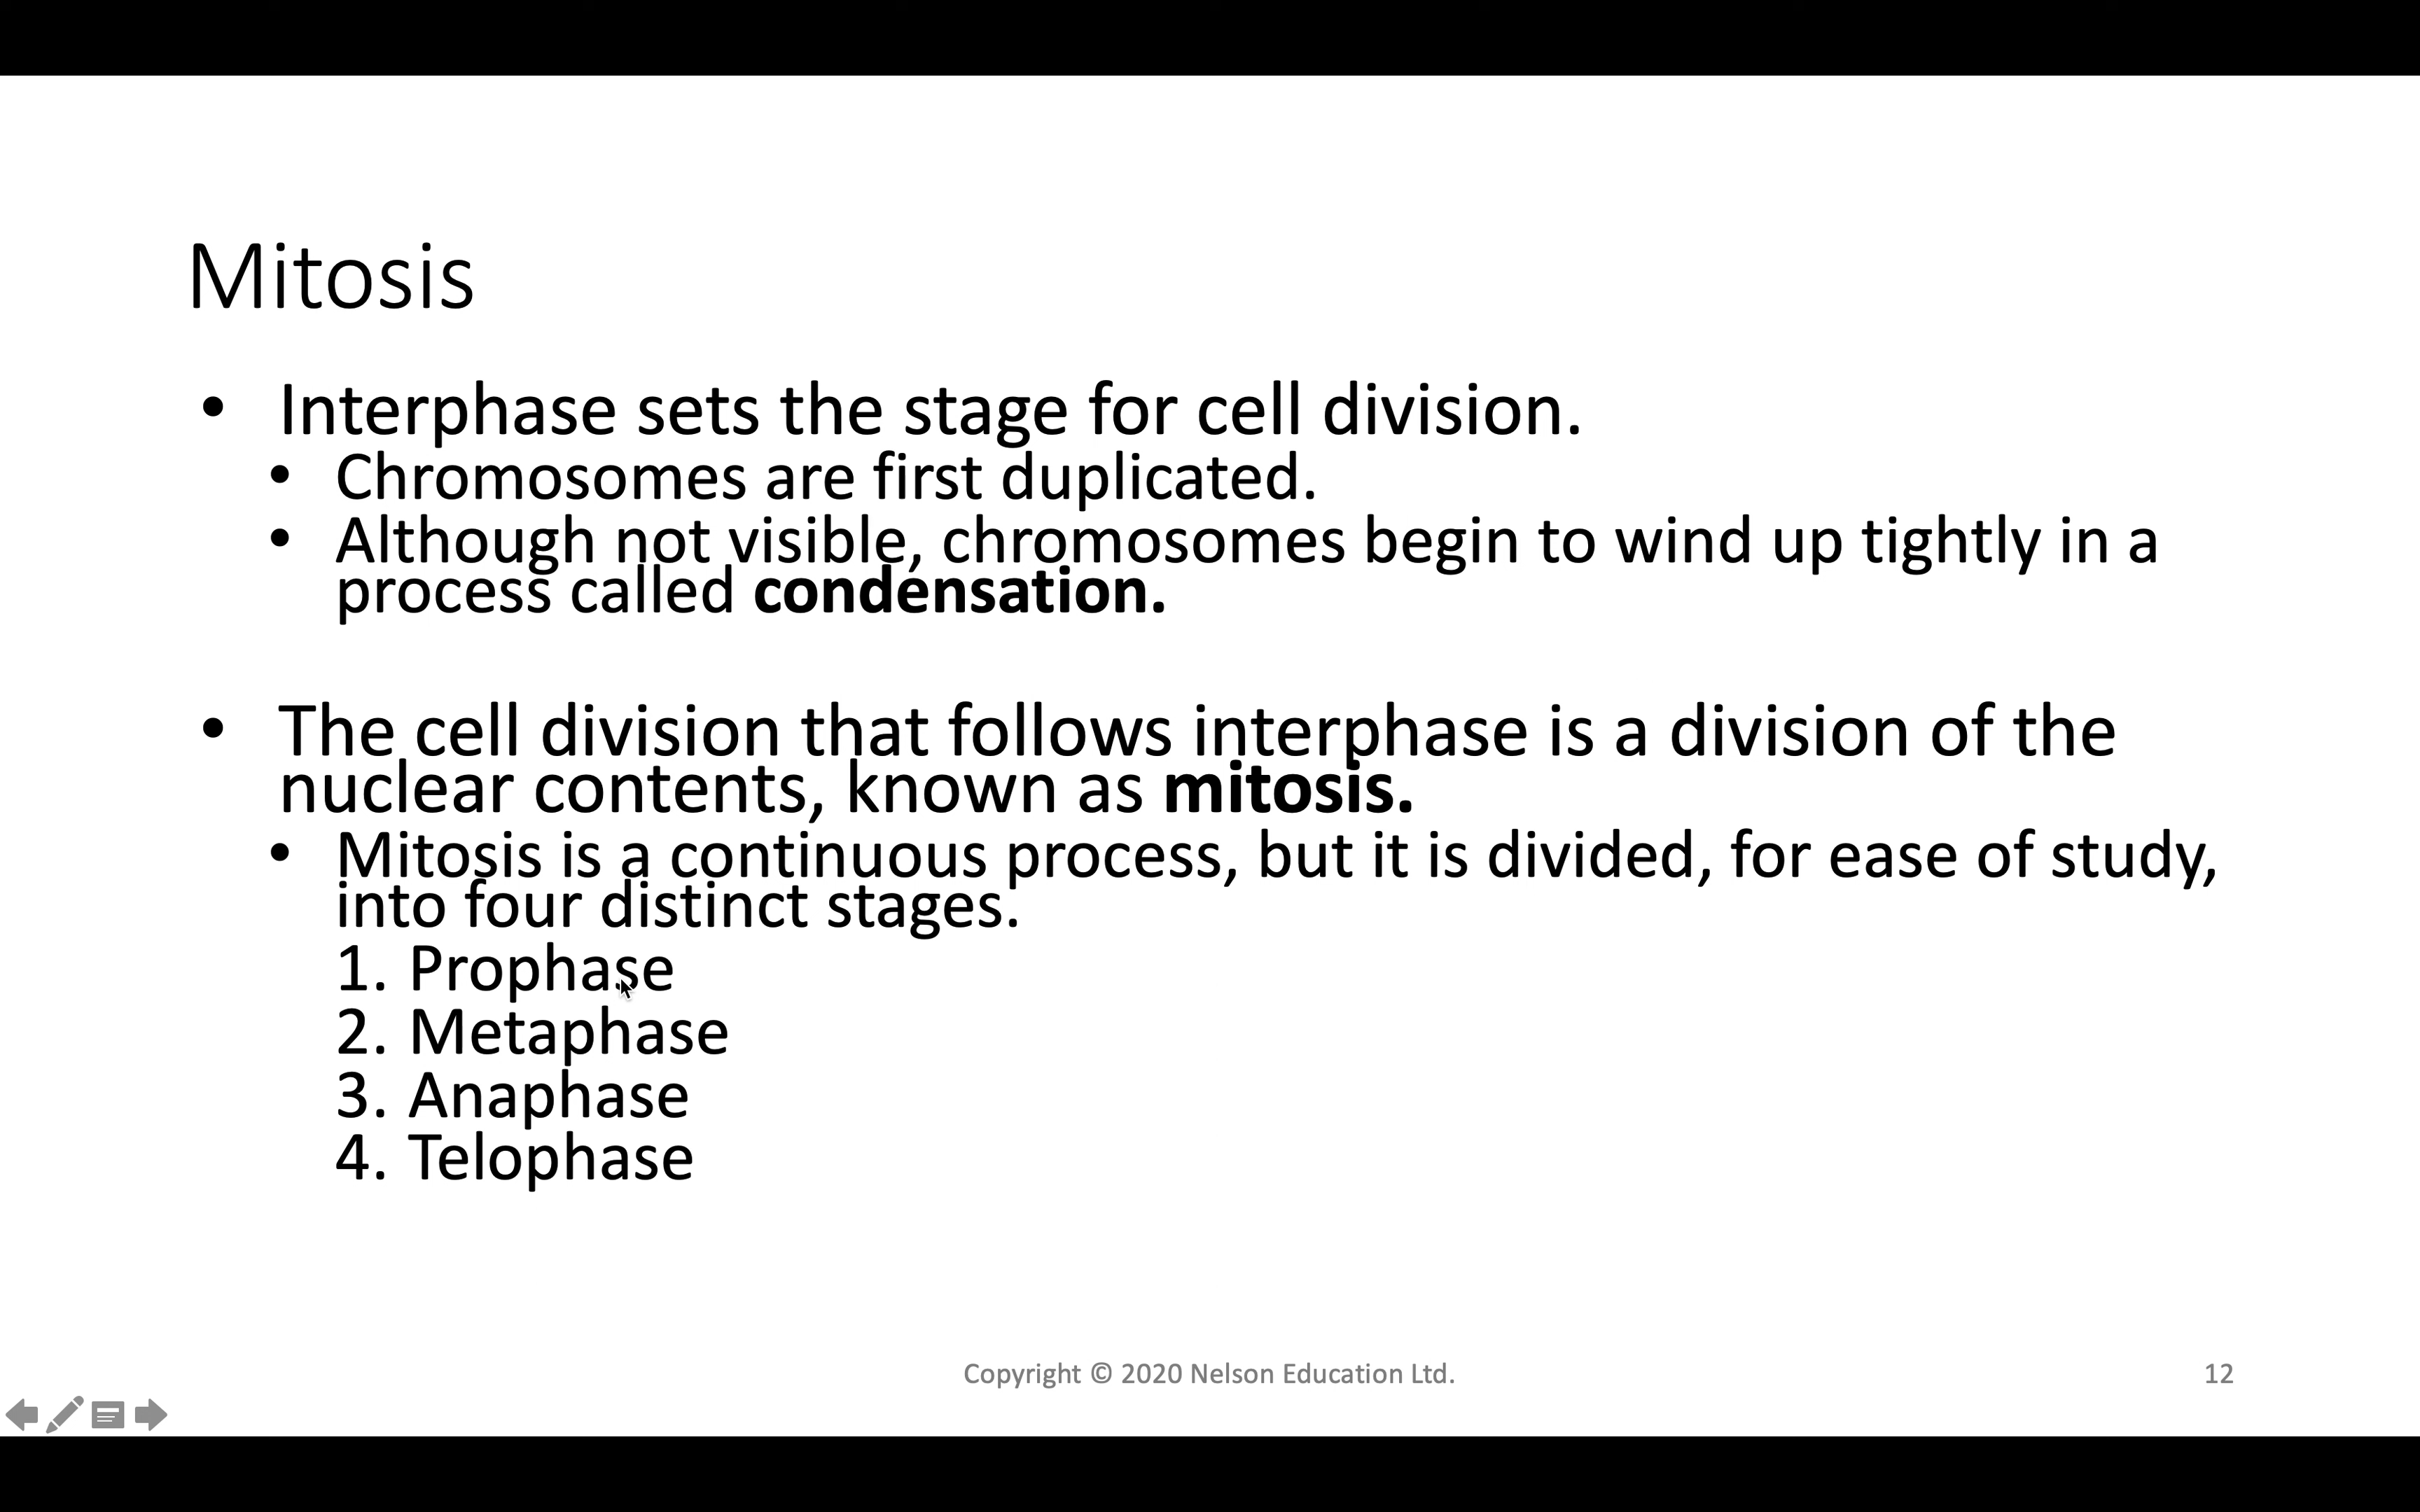 Mitosis
• Interphase sets the stage for cell division.
• Chromosomes are first duplicated.
• Although not visible, chromosomes begin to wind up tightly in a
process called condensation.
• The cell division that follows interphase is a division of the
nuclear contents, known as mitosis.
• Mitosis is a continuous process, but it is divided, for ease of study,
into four distinct stages:
1. Prophase
2. Metaphase
3. Anaphase
4. Telophase
Copyright © 2020 Nelson Education Ltd.
12